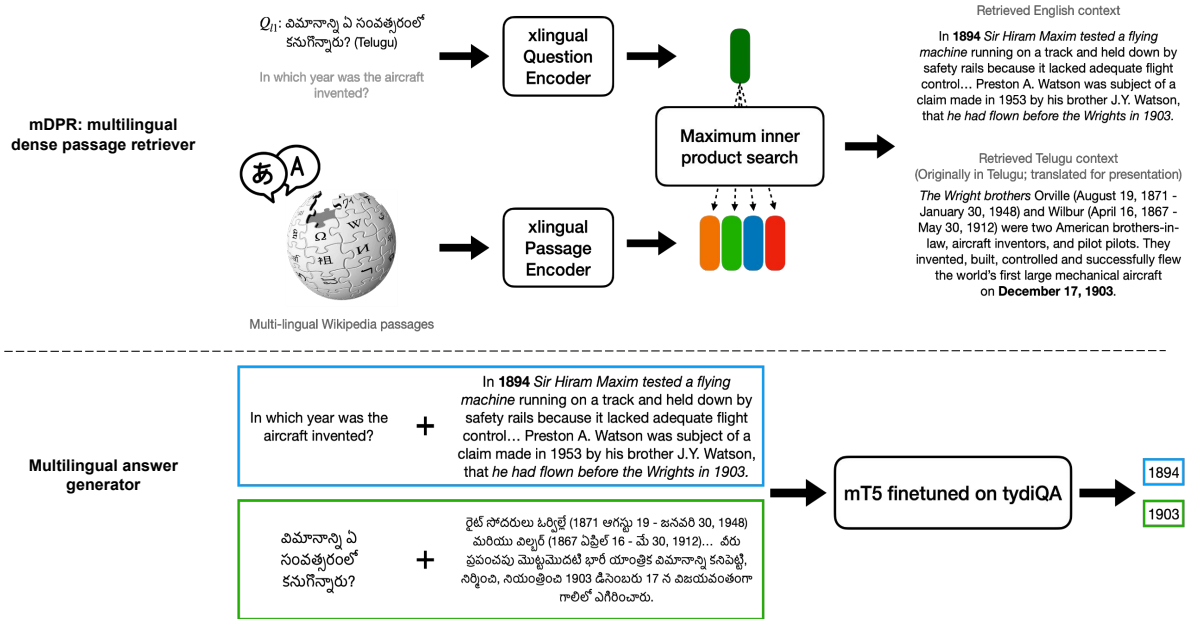 Q_l1: విమానాన్ని ఏ సంవత్సరంలో
కనుగొన్నారు? (Telugu)
In which year was the aircraft
invented?
xlingual
Question
Encoder
Retrieved English context
In 1894 Sir Hiram Maxim tested a flying
machine running on a track and held down by
safety rails because it lacked adequate flight
control... Preston A. Watson was subject of a
claim made in 1953 by his brother J.Y. Watson,
that he had flown before the Wrights in 1903.
mDPR: multilingual
dense passage retriever
Maximum inner
product search
あ A
Ω
W
И
祖
xlingual
Passage
Encoder
Retrieved Telugu context
(Originally in Telugu; translated for presentation)
The Wright brothers Orville (August 19, 1871 -
January 30, 1948) and Wilbur (April 16, 1867 -
May 30, 1912) were two American brothers-in-
law, aircraft inventors, and pilot pilots. They
invented, built, controlled and successfully flew
the world's first large mechanical aircraft
on December 17, 1903.
Multi-lingual Wikipedia passages
Multilingual answer
generator
In which year was the
aircraft invented?
+
In 1894 Sir Hiram Maxim tested a flying
machine running on a track and held down by
safety rails because it lacked adequate flight
control... Preston A. Watson was subject of a
claim made in 1953 by his brother J.Y. Watson,
that he had flown before the Wrights in 1903.
విమానాన్ని ఏ
సంవత్సరంలో
కనుగొన్నారు?
+
రైట్ సోదరులు ఓర్విల్లే (1871 ఆగస్టు 19 - జనవరి 30, 1948)
మరియు విల్బర్ (1867 ఏప్రిల్ 16 - మే 30, 1912)... వీరు
ప్రపంచపు మొట్టమొదటి భారీ యాంత్రిక విమానాన్ని కనిపెట్టి,
నిర్మించి, నియంత్రించి 1903 డిసెంబరు 17 న విజయవంతంగా
గాలిలో ఎగిరించారు.
mT5 finetuned on tydiQA
1894
1903